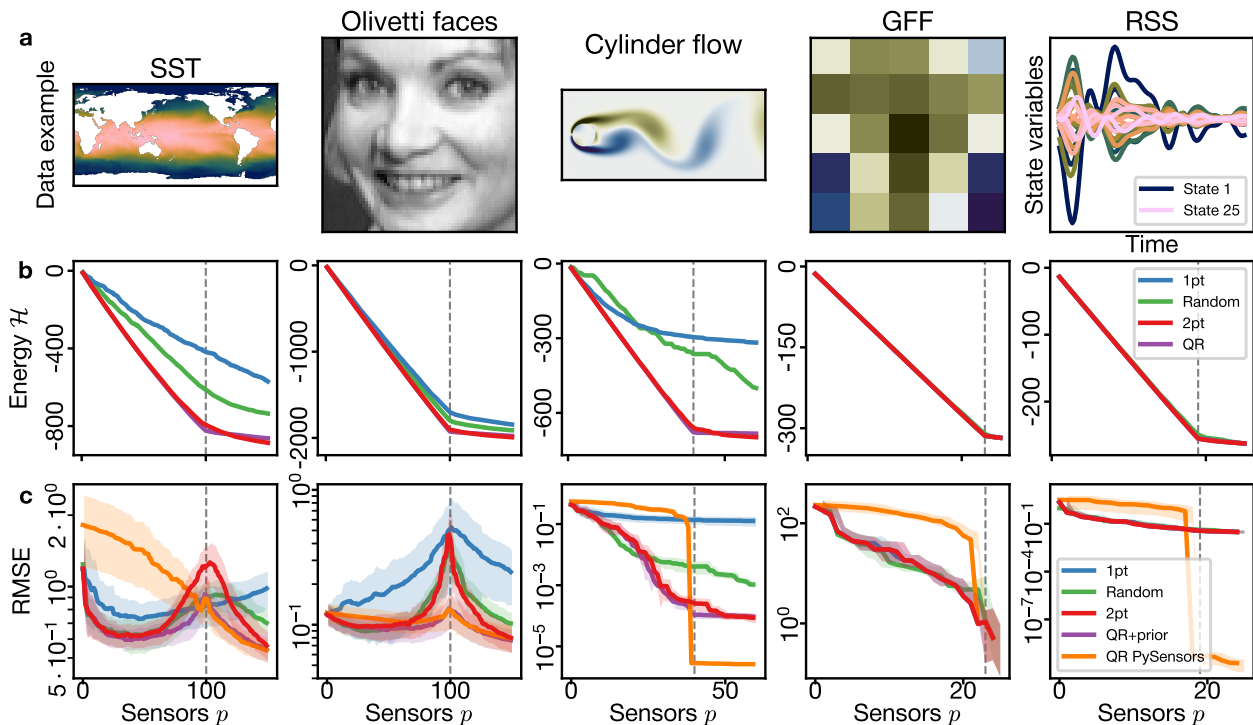 a
Data example
SST
Olivetti faces
Cylinder flow
GFF
RSS
State variables
State 1
State 25
Time
b
Energy ℋ
0
-400
-800
0
-1000
-2000
0
-300
-600
0
-150
-300
0
-100
-200
1pt
Random
2pt
QR
c
RMSE
2 · 10⁰
10⁰
10⁻¹
5 · 10⁻¹
0
100
Sensors p
10⁰
10⁻¹
0
100
Sensors p
10⁻¹
10⁻³
10⁻⁵
0
50
Sensors p
10²
10⁰
0
20
Sensors p
10⁻¹
10⁻⁴
10⁻⁷
1pt
Random
2pt
QR+prior
QR PySensors
0
20
Sensors p